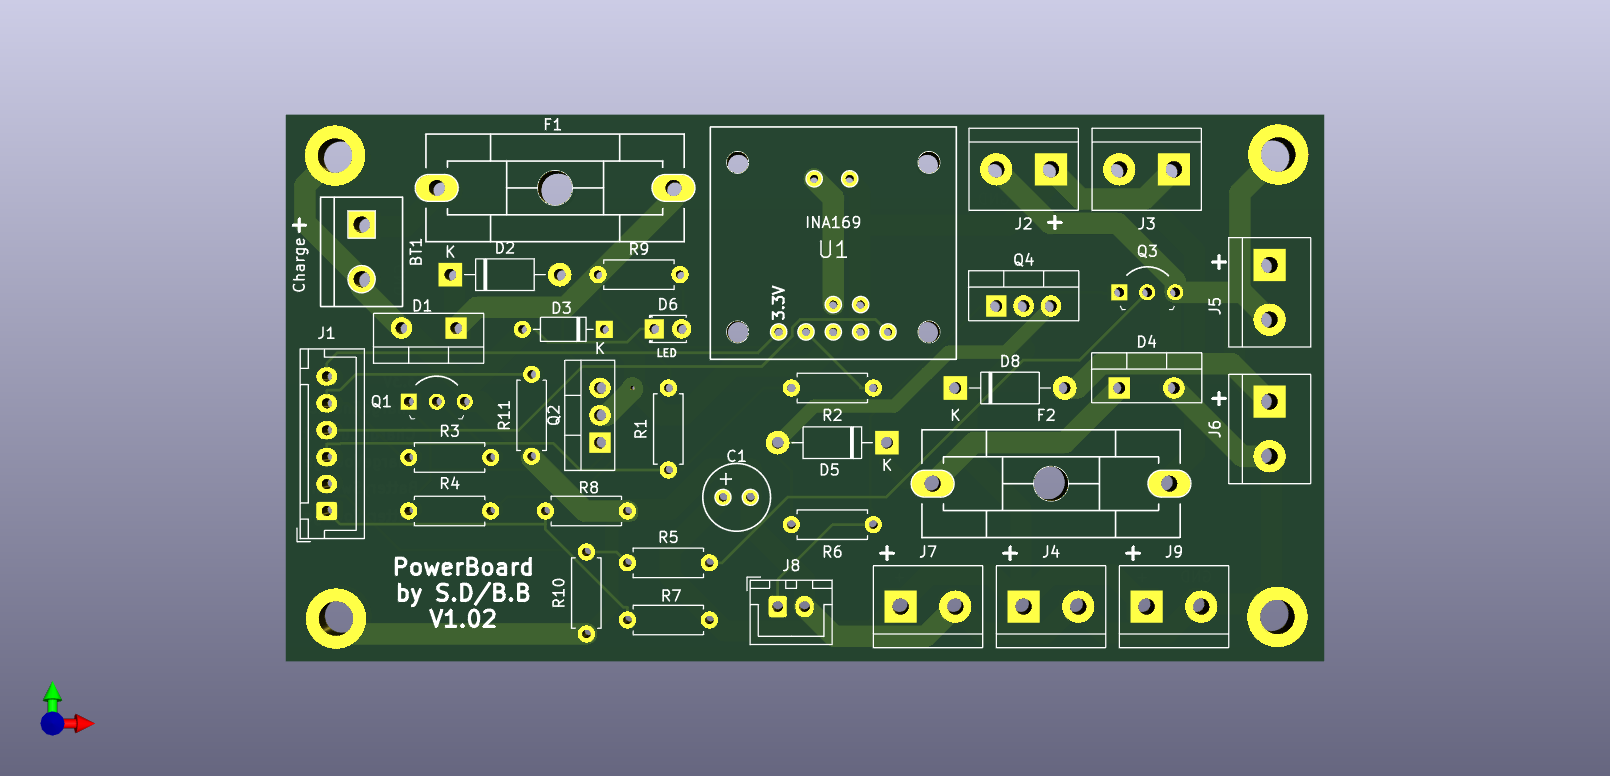 F1
K
D2
R9
BT1
+
Charge
D1
D3
K
D6
LED
INA169
U1
3.3V
J2
+
J3
Q3
Q4
+
J5
J1
Q1
R11
Q2
R1
R3
R4
R8
R2
D5
K
C1
+
R6
D8
K
F2
D4
+
J6
R5
R7
R10
J8
+
J7
+
J4
+
J9
PowerBoard
by S.D/B.B
V1.02